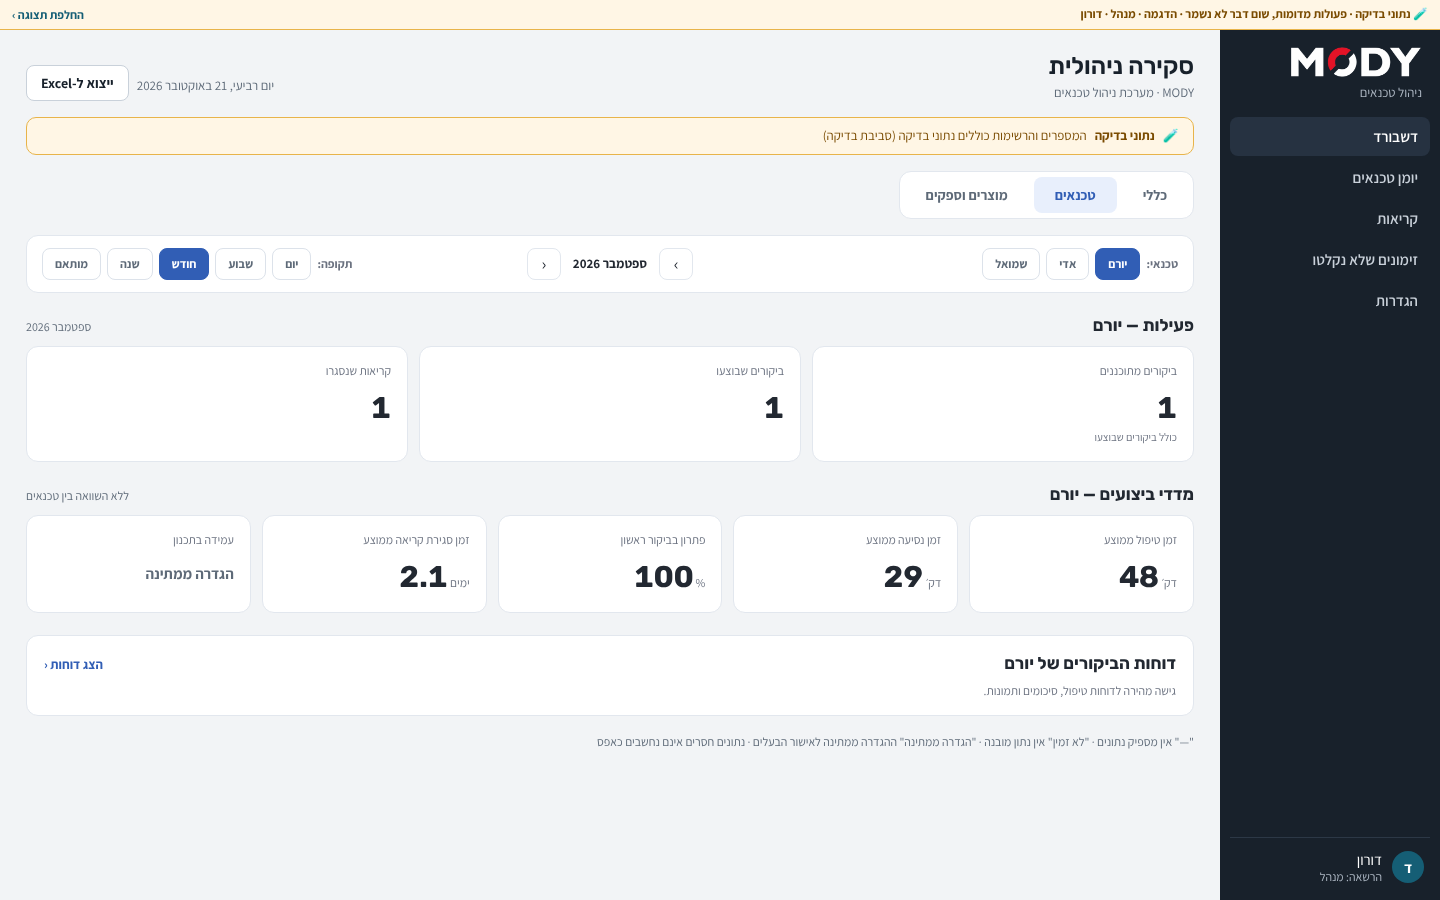 🧪 נתוני בדיקה · פעולות מדומות, שום דבר לא נשמר · הדגמה · מנהל · דורון
החלפת תצוגה ›
MODY
ניהול טכנאים
דשבורד
יומן טכנאים
קריאות
זימונים שלא נקלטו
הגדרות
דורון
הרשאה: מנהל
ד
סקירה ניהולית
MODY · מערכת ניהול טכנאים
יום רביעי, 21 באוקטובר 2026
ייצוא ל-Excel
🧪 נתוני בדיקה המספרים והרשימות כוללים נתוני בדיקה (סביבת בדיקה)
כללי
טכנאים
מוצרים וספקים
טכנאי: יורם אדי שמואל
‹ ספטמבר 2026 ›
תקופה: יום שבוע חודש שנה מותאם
פעילות — יורם
ספטמבר 2026
ביקורים מתוכננים
1
כולל ביקורים שבוצעו
ביקורים שבוצעו
1
קריאות שנסגרו
1
מדדי ביצועים — יורם
ללא השוואה בין טכנאים
זמן טיפול ממוצע
48 דק׳
זמן נסיעה ממוצע
29 דק׳
פתרון בביקור ראשון
100 %
זמן סגירת קריאה ממוצע
2.1 ימים
עמידה בתכנון
הגדרה ממתינה
דוחות הביקורים של יורם
הצג דוחות ›
גישה מהירה לדוחות טיפול, סיכומים ותמונות.
"—" אין מספיק נתונים · "לא זמין" אין נתון מובנה · "הגדרה ממתינה" ההגדרה ממתינה לאישור הבעלים · נתונים חסרים אינם נחשבים כאפס